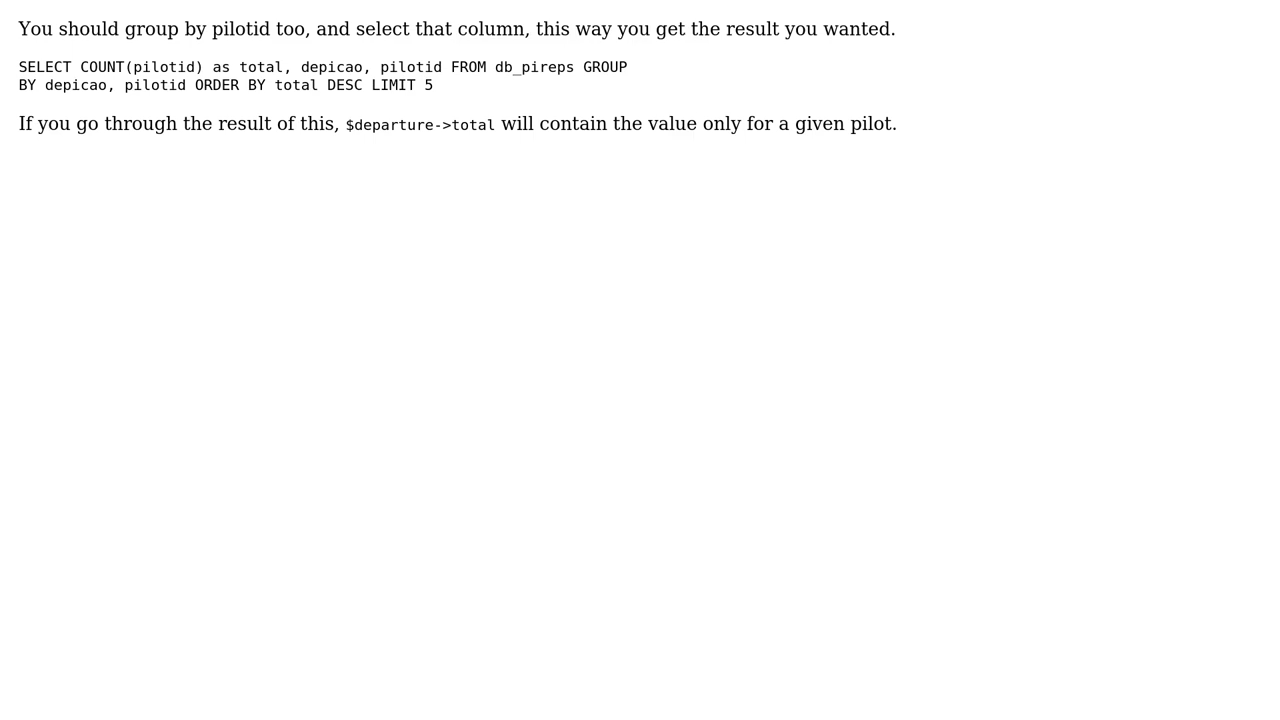 You should group by pilotid too, and select that column, this way you get the result you wanted.
SELECT COUNT(pilotid) as total, depicao, pilotid FROM db_pireps GROUP
BY depicao, pilotid ORDER BY total DESC LIMIT 5
If you go through the result of this, $departure->total will contain the value only for a given pilot.